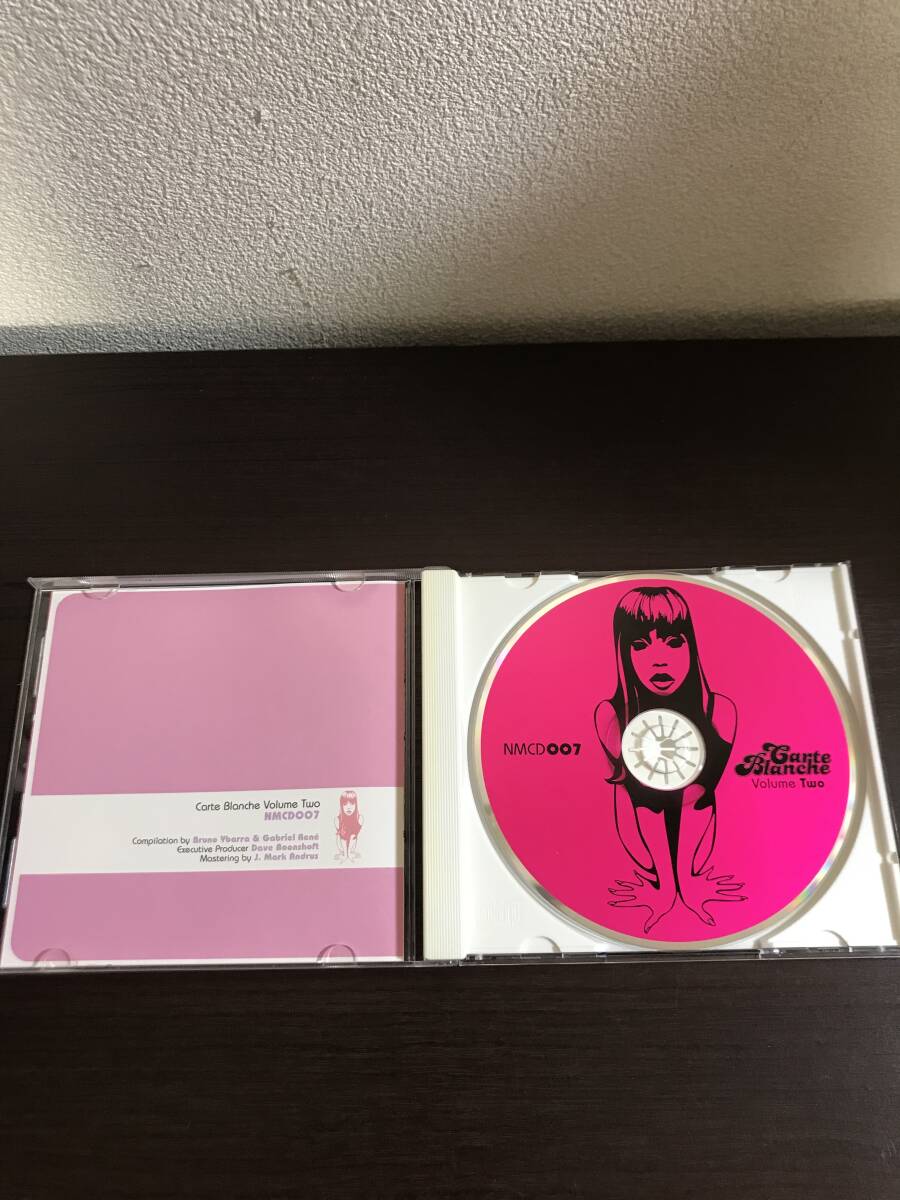 Carte Blanche Volume Two
NMCD007
Compilation by Bruno Ybarra & Gabriel René
Executive Producer Dave Boonshoft
Mastering by J. Mark Andrus
NMCD007
Carte
Blanche
Volume Two